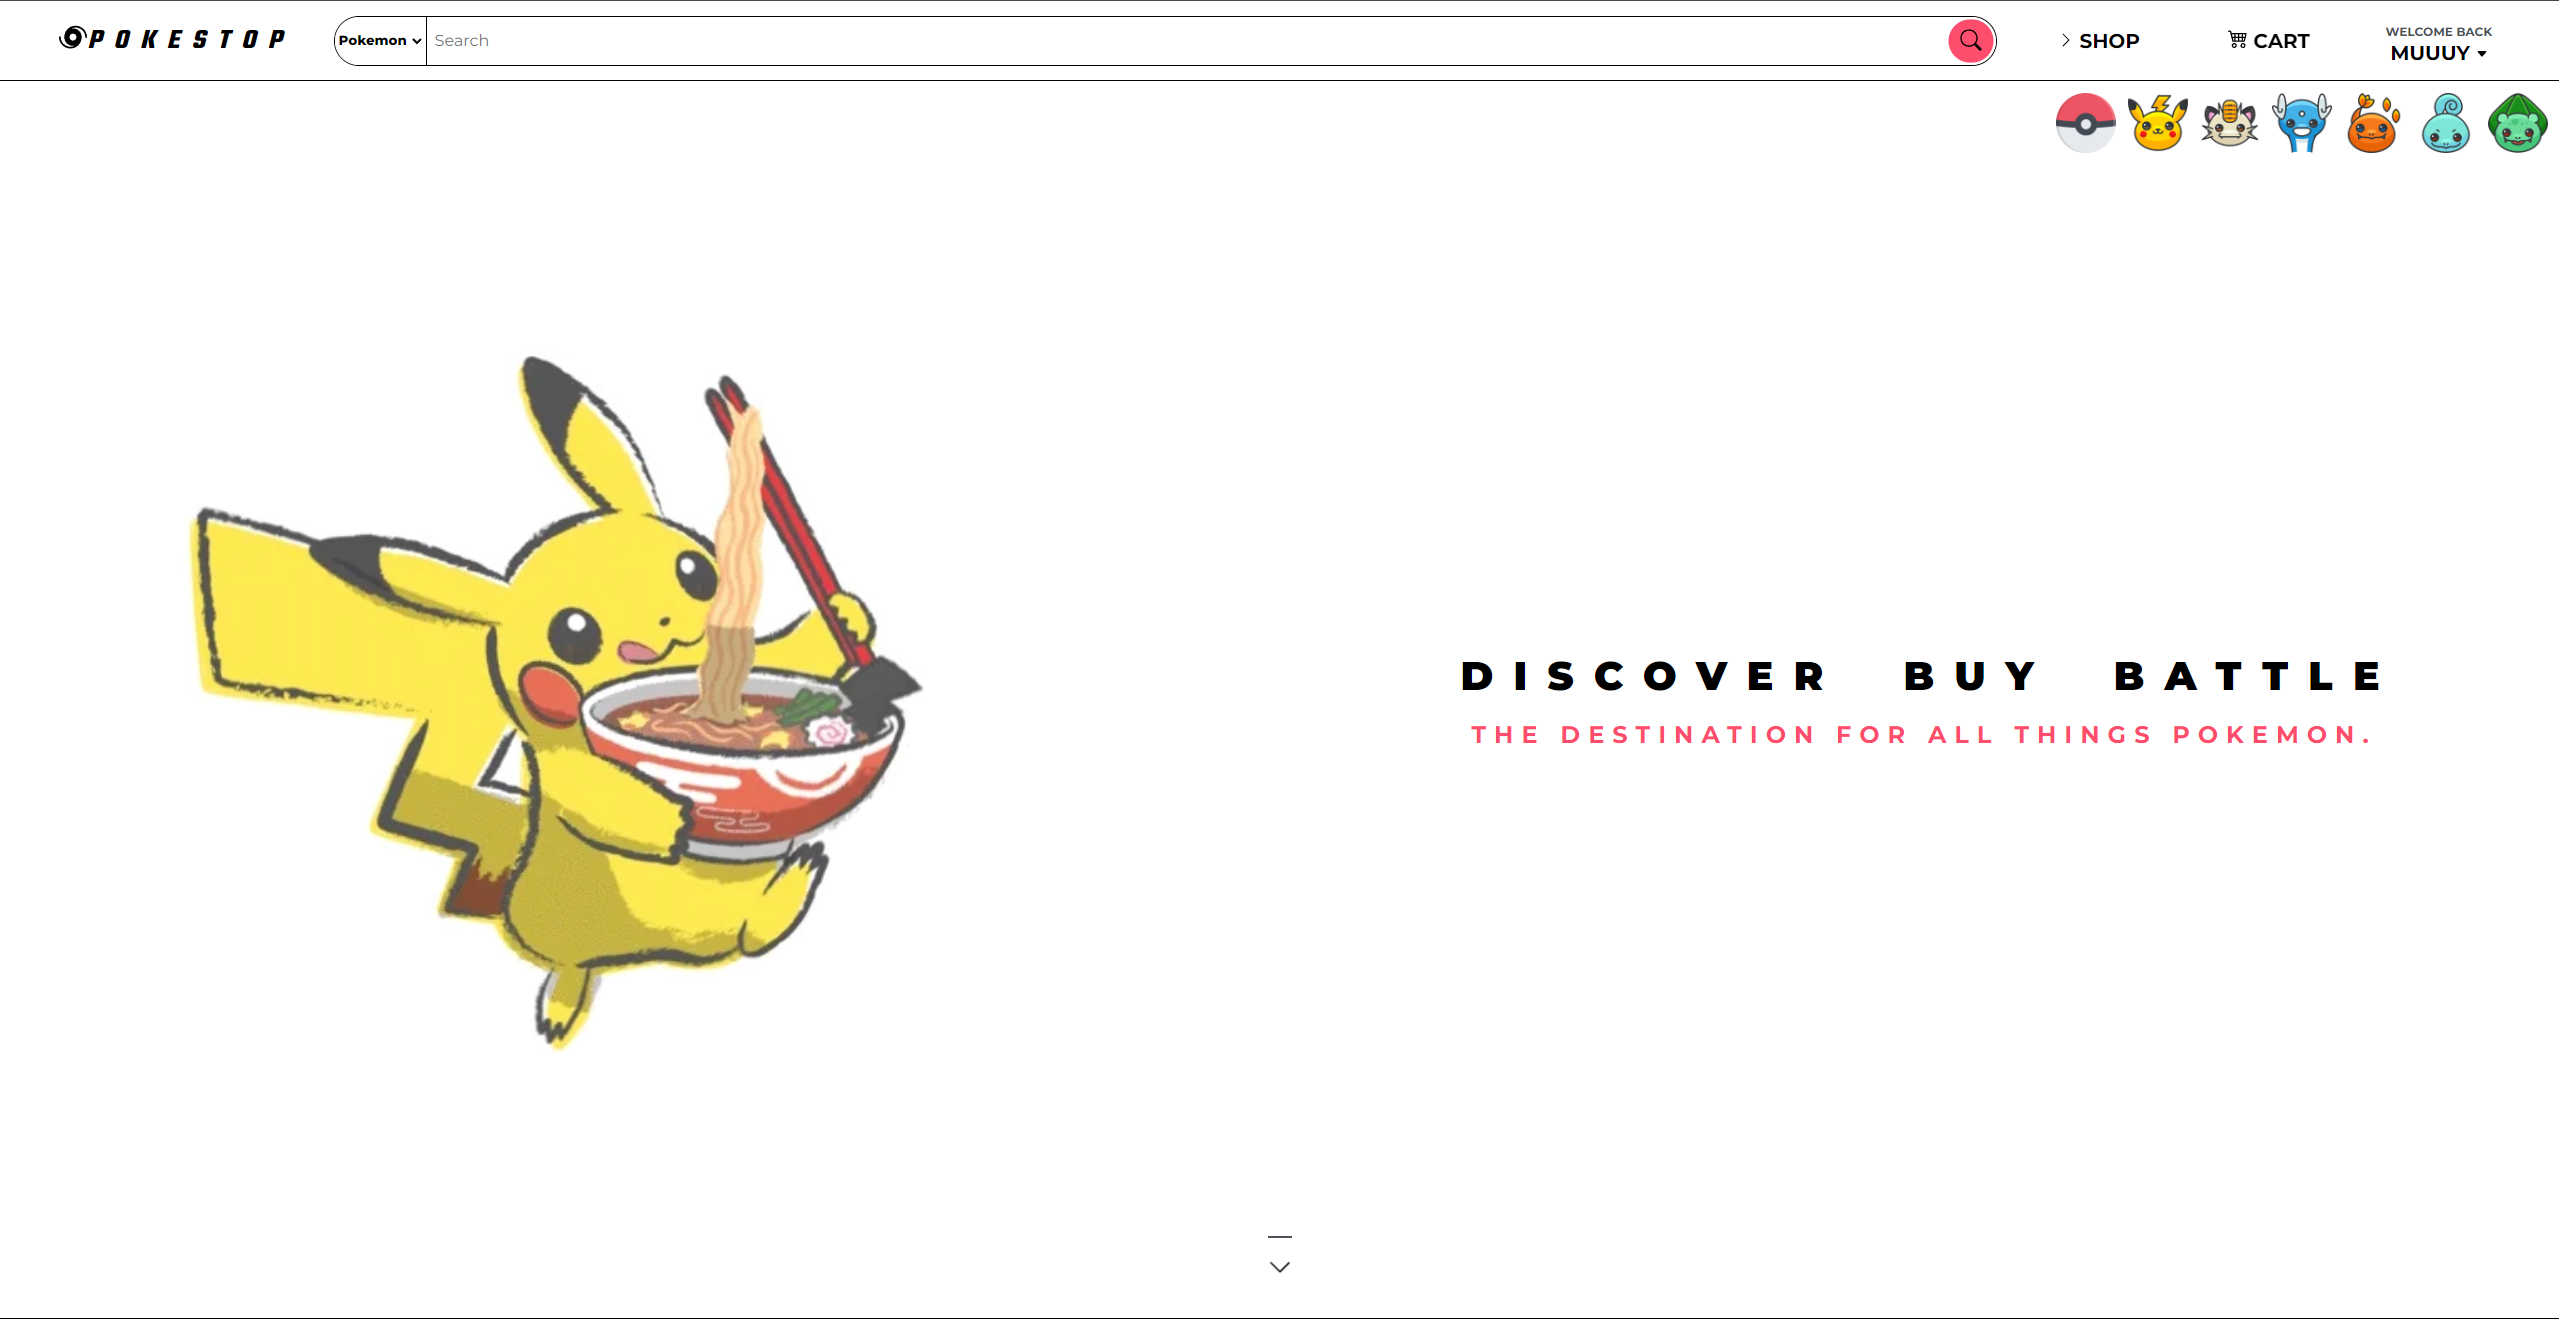 POKESTOP
Pokemon
Search
SHOP
CART
WELCOME BACK
MUUUY
DISCOVER BUY BATTLE
THE DESTINATION FOR ALL THINGS POKEMON.